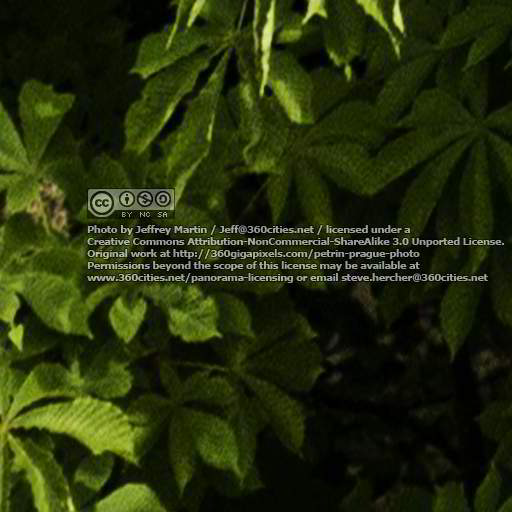 cc
BY NC SA
Photo by Jeffrey Martin / Jeff@360cities.net / licensed under a
Creative Commons Attribution-NonCommercial-ShareAlike 3.0 Unported License.
Original work at http://360gigapixels.com/petrin-prague-photo
Permissions beyond the scope of this license may be available at
www.360cities.net/panorama-licensing or email steve.hercher@360cities.net